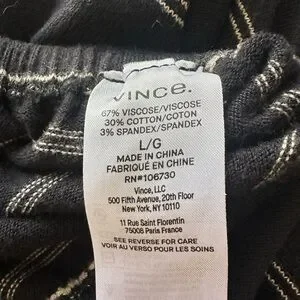 VINCE.
67% VISCOSE/VISCOSE
30% COTTON/COTTON
3% SPANDEX/SPANDEX
L/G
MADE IN CHINA
FABRIQUÉ EN CHINE
RN#106730
Vince, LLC
500 Fifth Avenue, 20th Floor
New York, NY 10110
11 Rue Saint Florentin
75008 Paris France
SEE REVERSE FOR CARE
VOIR AU VERSO POUR LES SOINS